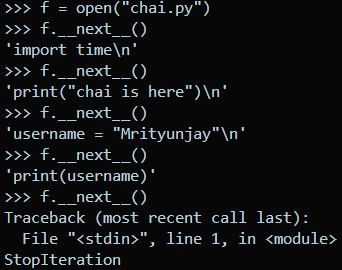 >>> f = open("chai.py")
>>> f.__next__()
'import time\n'
>>> f.__next__()
'print("chai is here")\n'
>>> f.__next__()
'username = "Mrityunjay"\n'
>>> f.__next__()
'print(username)'
>>> f.__next__()
Traceback (most recent call last):
  File "<stdin>", line 1, in <module>
StopIteration